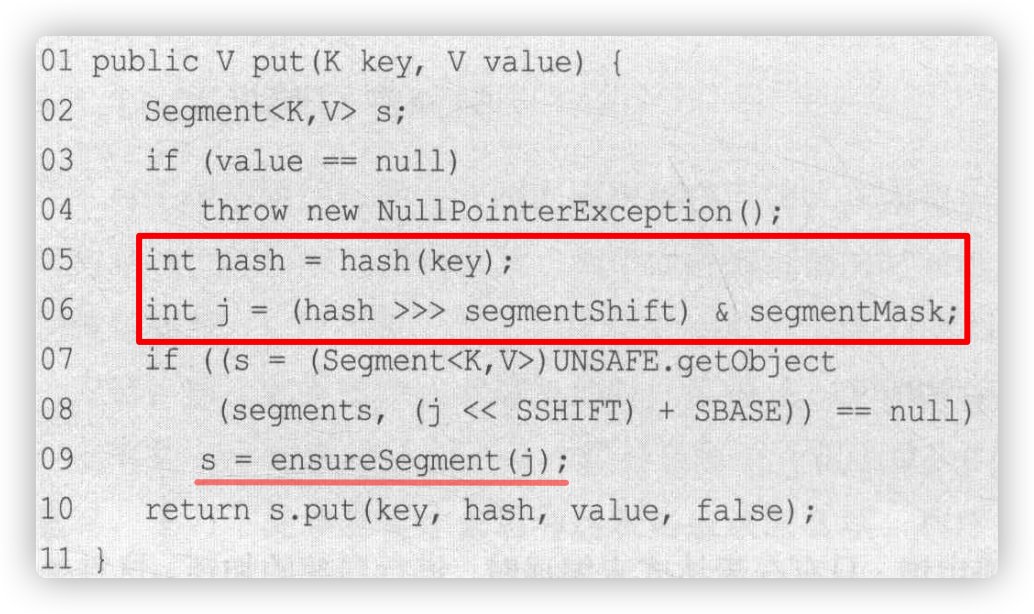 01 public V put(K key, V value) {
02 Segment<K,V> s;
03 if (value == null)
04 throw new NullPointerException();
05 int hash = hash(key);
06 int j = (hash >>> segmentShift) & segmentMask;
07 if ((s = (Segment<K,V>)UNSAFE.getObject
08 (segments, (j << SSHIFT) + SBASE)) == null)
09 s = ensureSegment(j);
10 return s.put(key, hash, value, false);
11 }